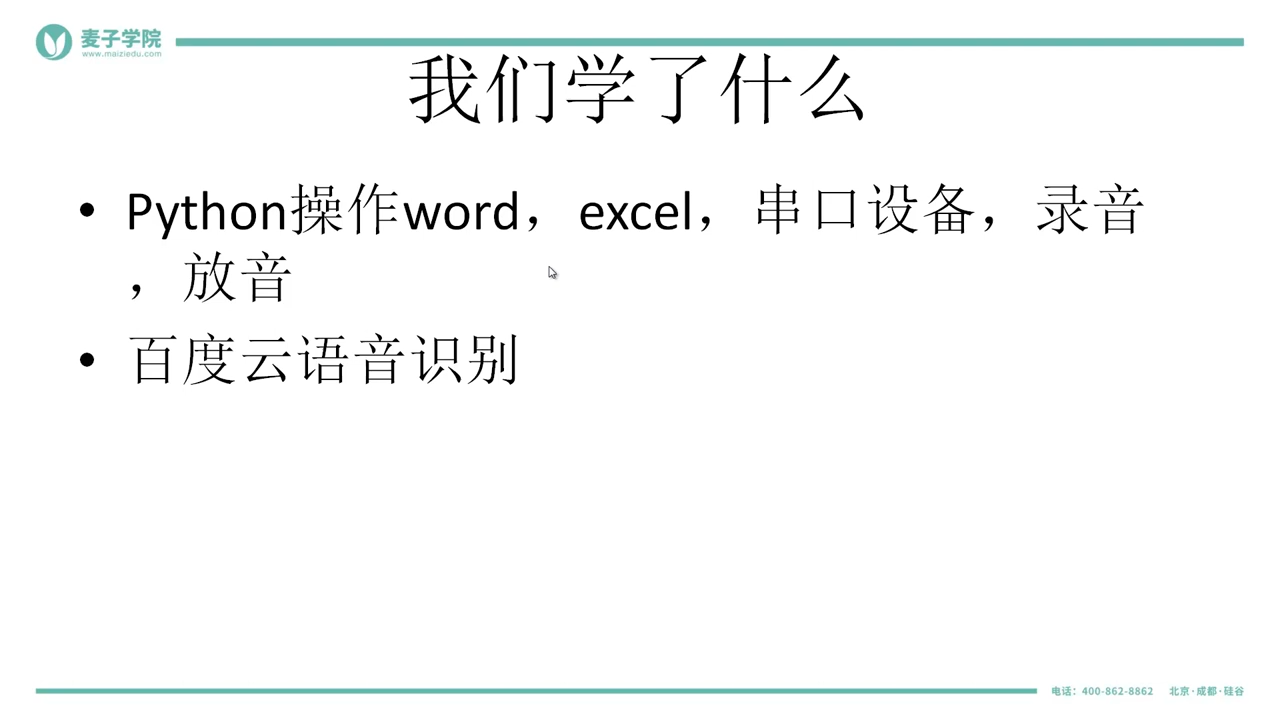 麦子学院
www.maiziedu.com
我们学了什么
• Python操作word，excel，串口设备，录音
，放音
• 百度云语音识别
电话：400-862-8862 北京·成都·硅谷